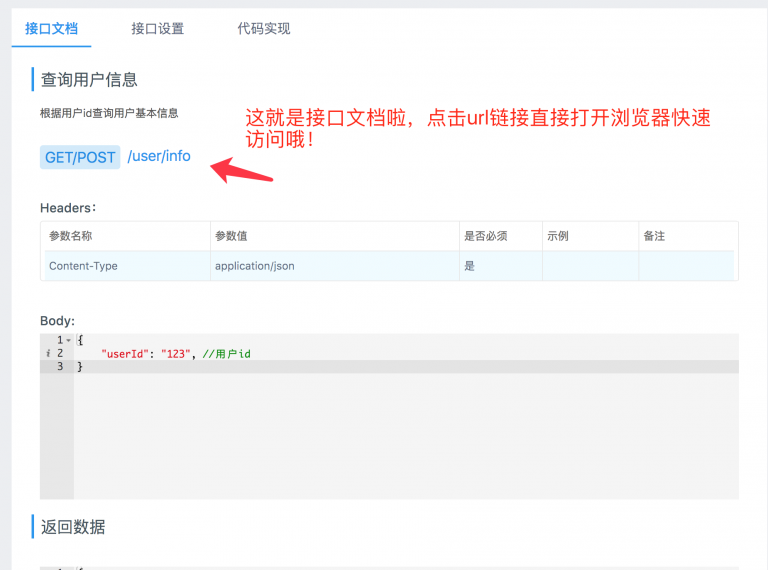 接口文档 接口设置 代码实现
查询用户信息
根据用户id查询用户基本信息
这就是接口文档啦，点击url链接直接打开浏览器快速
访问哦！
GET/POST /user/info
Headers：
参数名称 参数值 是否必须 示例 备注
Content-Type application/json 是
Body:
1 {
i 2 "userId": "123", //用户id
3 }
返回数据